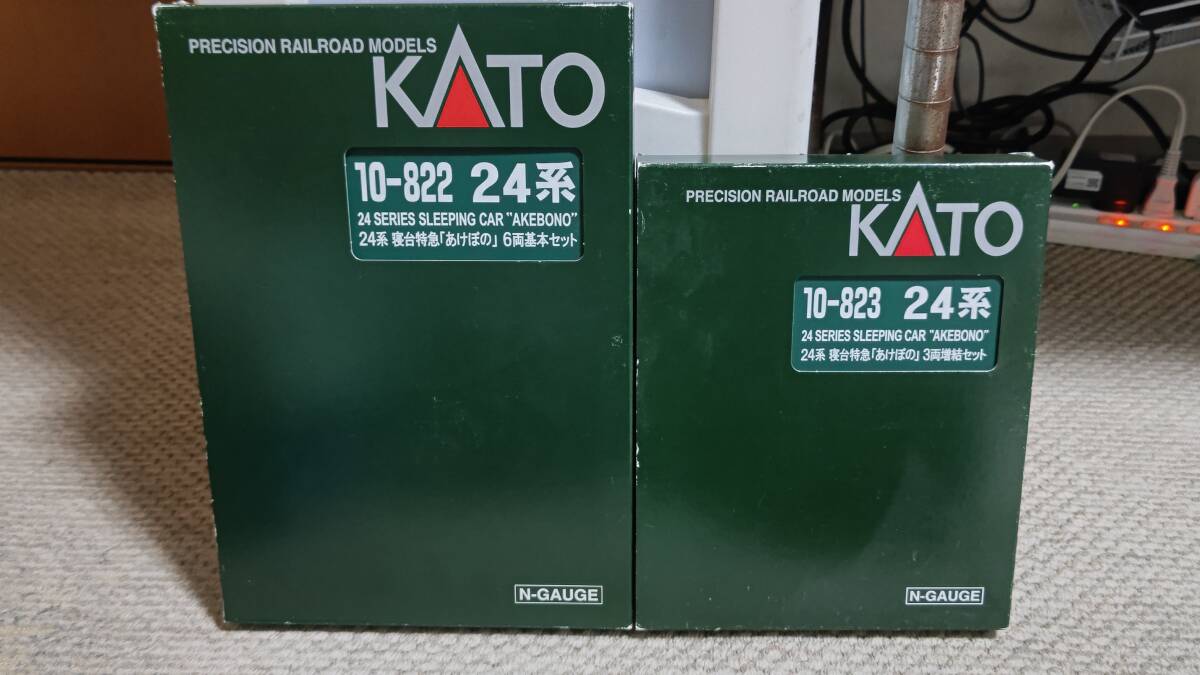 PRECISION RAILROAD MODELS
KATO
10-822 24系
24 SERIES SLEEPING CAR "AKEBONO"
24系 寝台特急「あけぼの」 6両基本セット
N-GAUGE
PRECISION RAILROAD MODELS
KATO
10-823 24系
24 SERIES SLEEPING CAR "AKEBONO"
24系 寝台特急「あけぼの」 3両増結セット
N-GAUGE